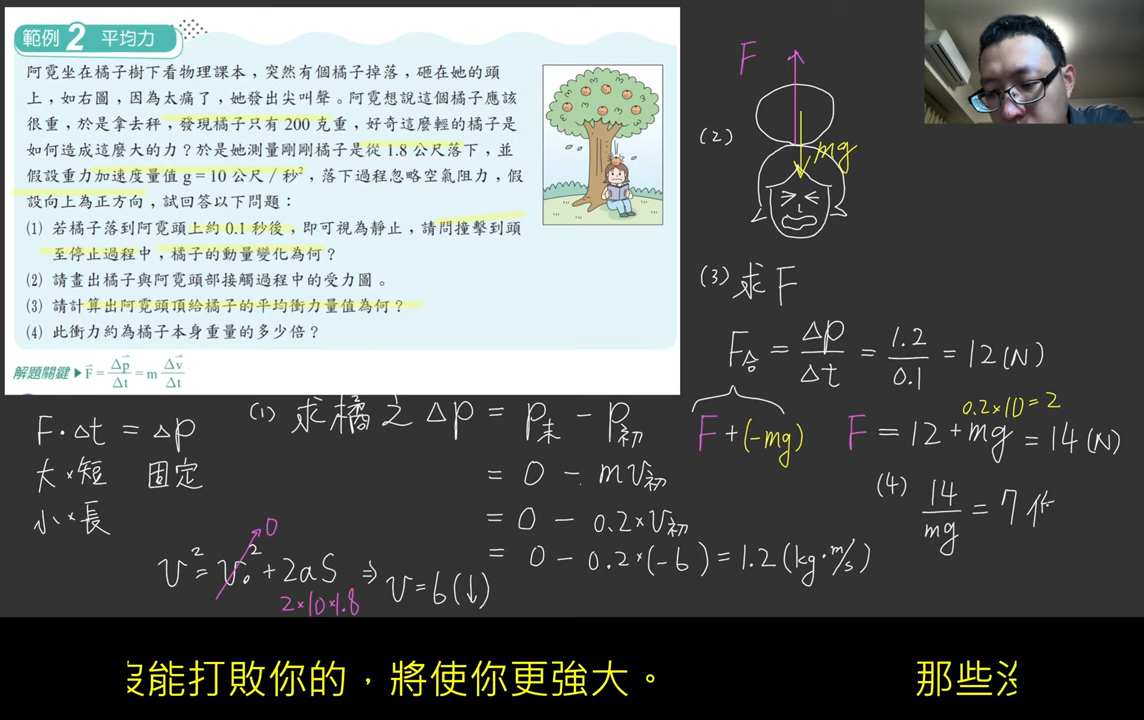 範例 2 平均力
阿霓坐在橘子樹下看物理課本，突然有個橘子掉落，砸在她的頭
上，如右圖，因為太痛了，她發出尖叫聲。阿霓想說這個橘子應該
很重，於是拿去秤，發現橘子只有 200 克重，好奇這麼輕的橘子是
如何造成這麼大的力？於是她測量剛剛橘子是從 1.8 公尺落下，並
假設重力加速度量值 g = 10 公尺／秒²，落下過程忽略空氣阻力，假
設向上為正方向，試回答以下問題：
(1) 若橘子落到阿霓頭上約 0.1 秒後，即可視為靜止，請問撞擊到頭
至停止過程中，橘子的動量變化為何？
(2) 請畫出橘子與阿霓頭部接觸過程中的受力圖。
(3) 請計算出阿霓頭頂給橘子的平均衝力量值為何？
(4) 此衝力約為橘子本身重量的多少倍？
解題關鍵 ▶ F⃗ = Δp⃗/Δt = m Δv⃗/Δt
F·Δt = Δp
大×短 固定
小×長
(1) 求橘之Δp = p末 − p初
= 0 − mv初
= 0 − 0.2×v初
= 0 − 0.2×(−6) = 1.2 (kg·m/s)
v² = v₀² + 2aS ⇒ v = 6(↓)
0
2×10×1.8
(2)
F
mg
(3) 求F
F合 = Δp/Δt = 1.2/0.1 = 12(N)
F + (−mg)
0.2×10 = 2
F = 12 + mg = 14(N)
(4) 14/mg = 7
沒能打敗你的，將使你更強大。 那些沒